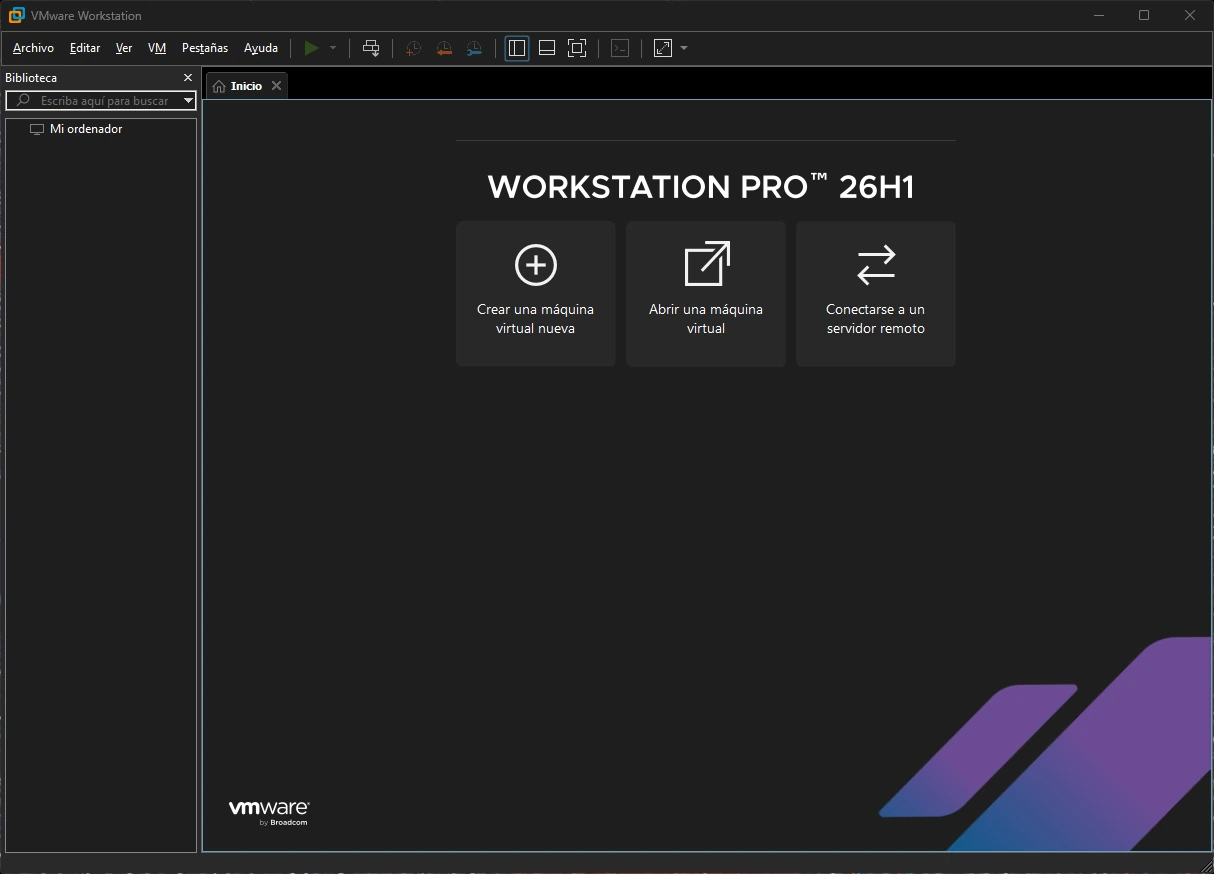 VMware Workstation
Archivo Editar Ver VM Pestañas Ayuda
Biblioteca
Escriba aquí para buscar
Mi ordenador
Inicio
WORKSTATION PRO™ 26H1
Crear una máquina
virtual nueva
Abrir una máquina
virtual
Conectarse a un
servidor remoto
vmware®
by Broadcom